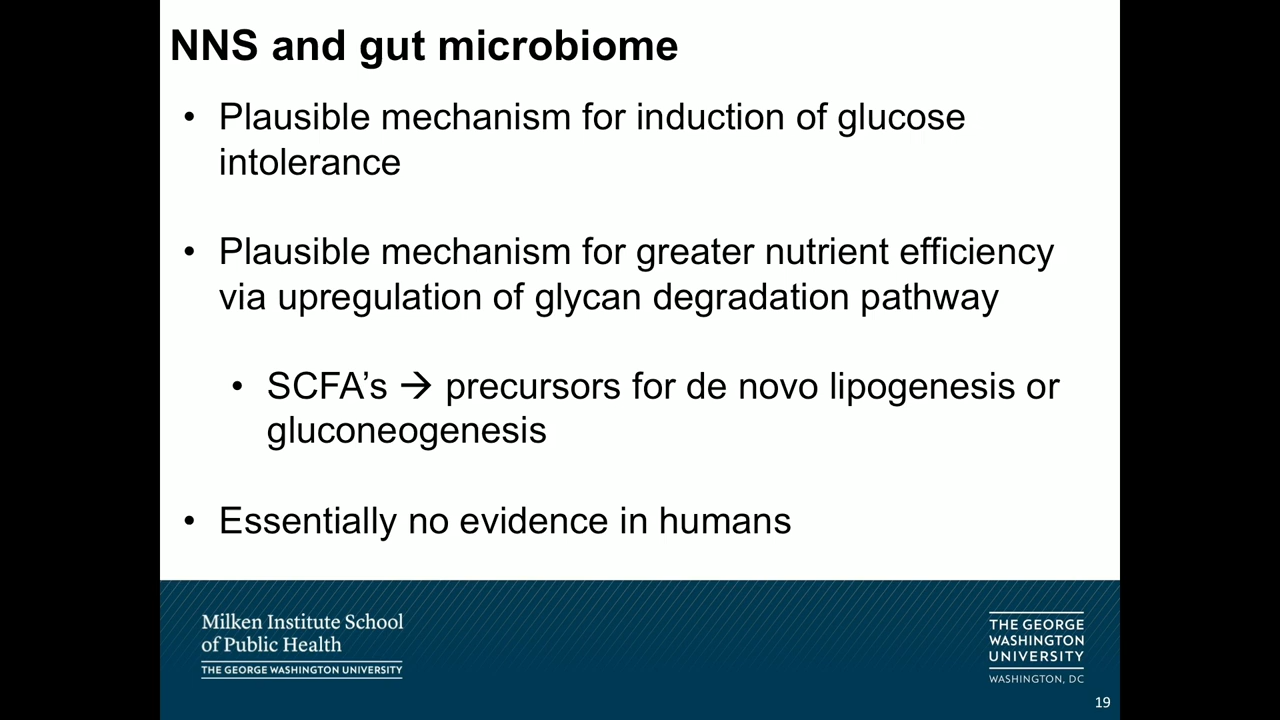 NNS and gut microbiome
• Plausible mechanism for induction of glucose
intolerance
• Plausible mechanism for greater nutrient efficiency
via upregulation of glycan degradation pathway
• SCFA’s → precursors for de novo lipogenesis or
gluconeogenesis
• Essentially no evidence in humans
Milken Institute School
of Public Health
THE GEORGE WASHINGTON UNIVERSITY
THE GEORGE
WASHINGTON
UNIVERSITY
WASHINGTON, DC
19